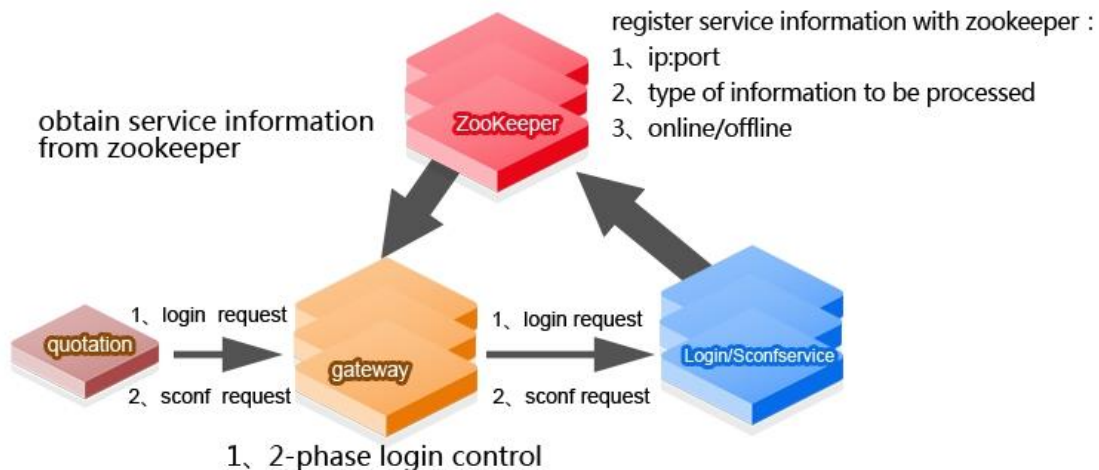 register service information with zookeeper :
1、ip:port
2、type of information to be processed
3、online/offline
ZooKeeper
obtain service information
from zookeeper
1、login request
quotation
2、sconf request
gateway
1、login request
2、sconf request
Login/Sconfservice
1、2-phase login control